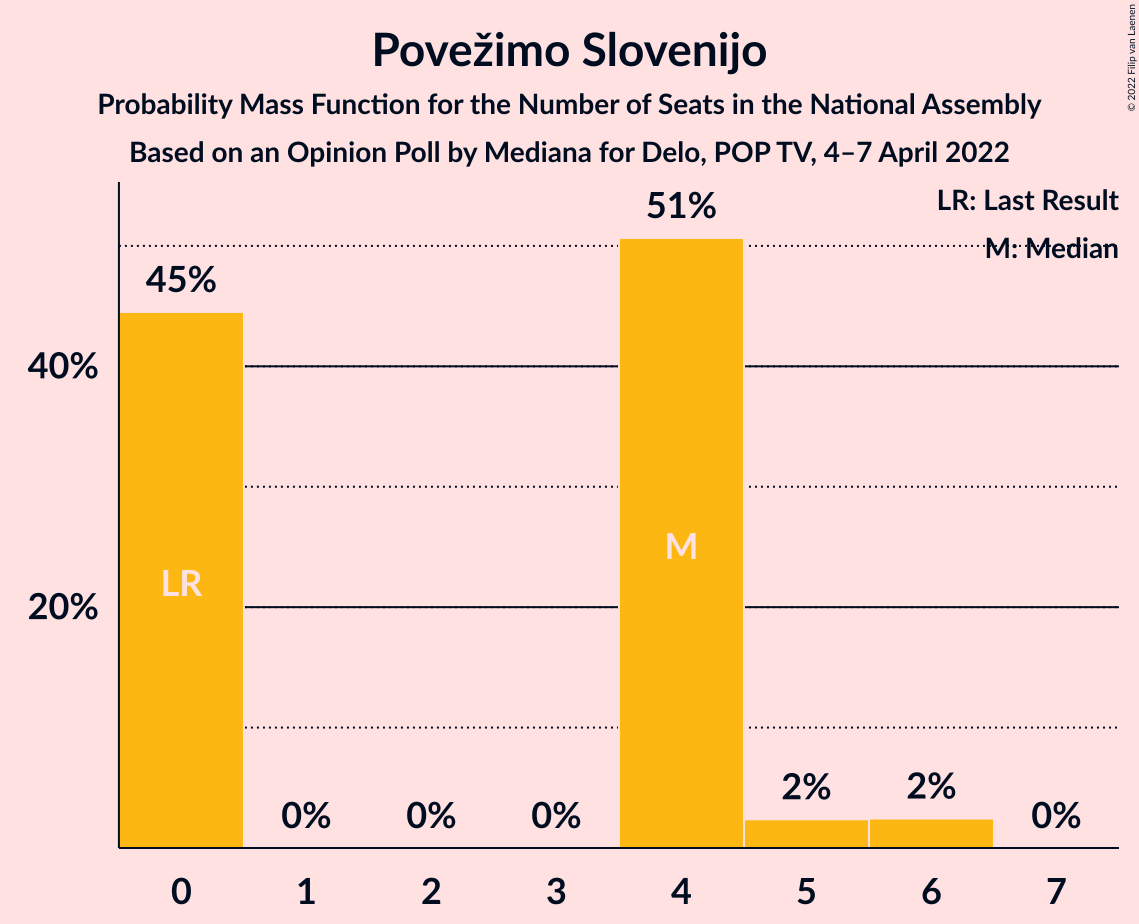 Povežimo Slovenijo
Probability Mass Function for the Number of Seats in the National Assembly
Based on an Opinion Poll by Mediana for Delo, POP TV, 4–7 April 2022
© 2022 Filip van Laenen
LR: Last Result
M: Median
51%
45%
40%
20%
LR
M
0%
0%
0%
2%
2%
0%
0 1 2 3 4 5 6 7